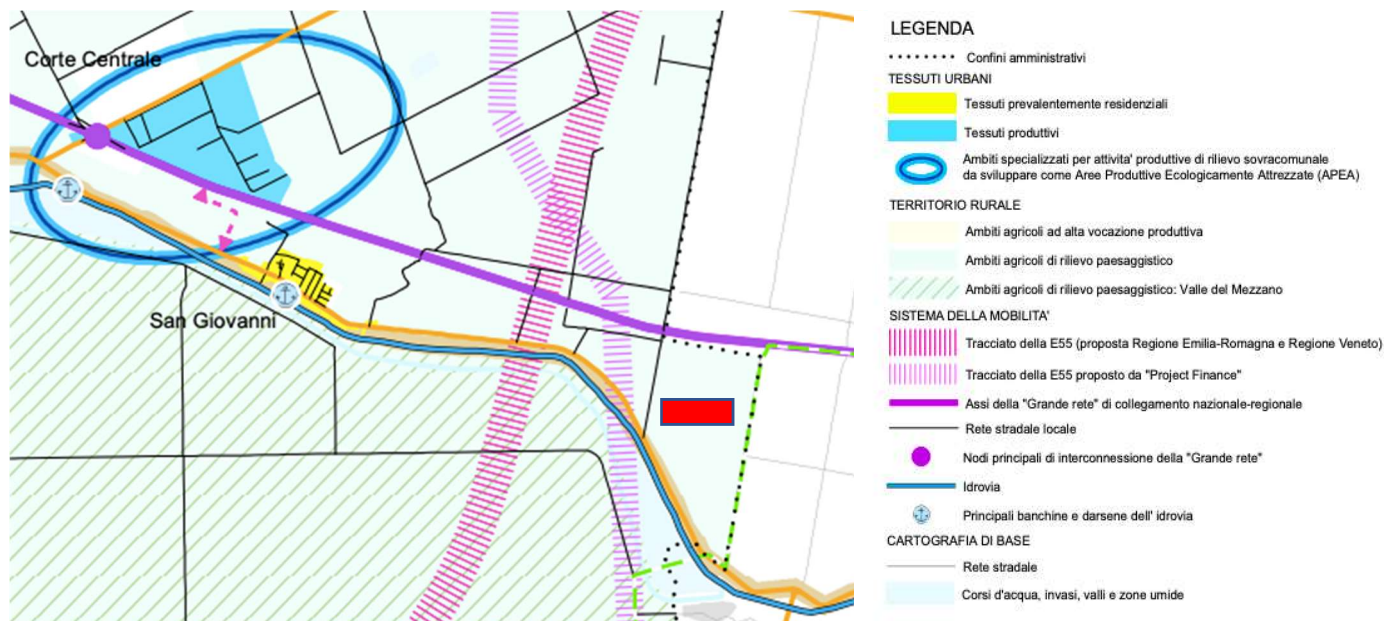 Corte Centrale
San Giovanni
LEGENDA
Confini amministrativi
TESSUTI URBANI
Tessuti prevalentemente residenziali
Tessuti produttivi
Ambiti specializzati per attivita' produttive di rilievo sovracomunale
da sviluppare come Aree Produttive Ecologicamente Attrezzate (APEA)
TERRITORIO RURALE
Ambiti agricoli ad alta vocazione produttiva
Ambiti agricoli di rilievo paesaggistico
Ambiti agricoli di rilievo paesaggistico: Valle del Mezzano
SISTEMA DELLA MOBILITA'
Tracciato della E55 (proposta Regione Emilia-Romagna e Regione Veneto)
Tracciato della E55 proposto da "Project Finance"
Assi della "Grande rete" di collegamento nazionale-regionale
Rete stradale locale
Nodi principali di interconnessione della "Grande rete"
Idrovia
Principali banchine e darsene dell' idrovia
CARTOGRAFIA DI BASE
Rete stradale
Corsi d'acqua, invasi, valli e zone umide